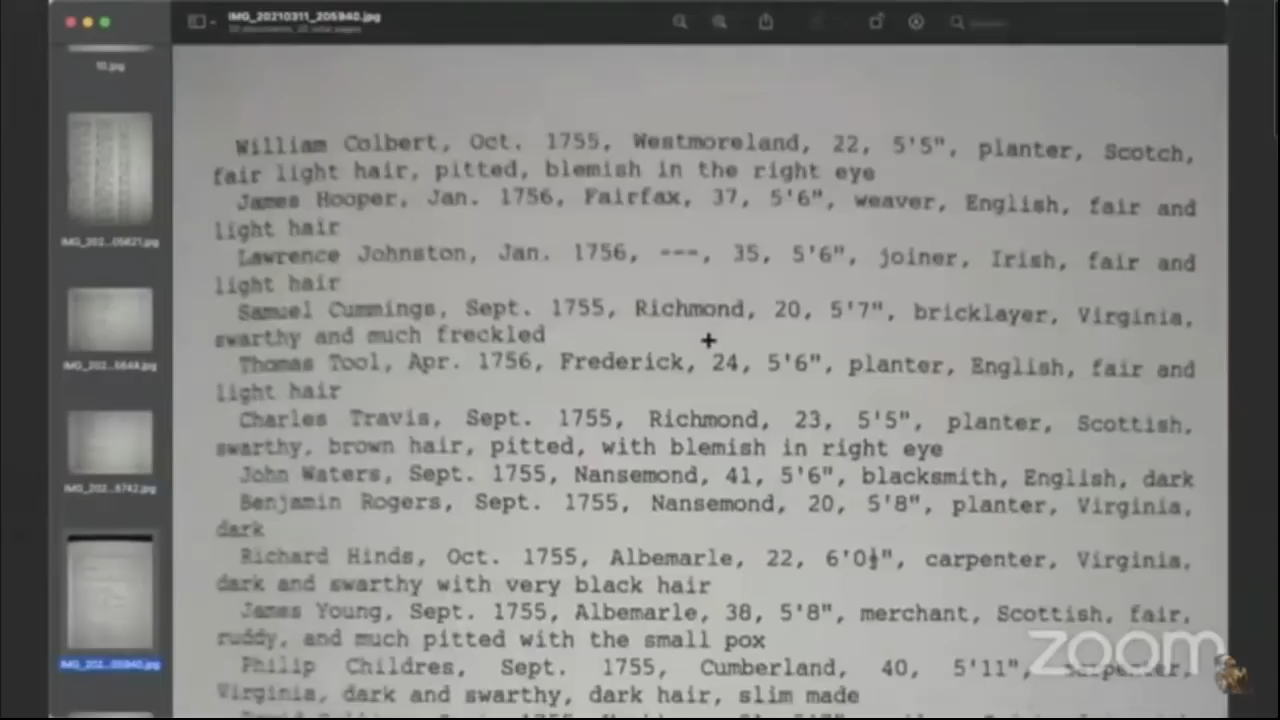 IMG_20210311_205940.jpg
10.jpg
William Colbert, Oct. 1755, Westmoreland, 22, 5'5", planter, Scotch,
fair light hair, pitted, blemish in the right eye
James Hooper, Jan. 1756, Fairfax, 37, 5'6", weaver, English, fair and
light hair
Lawrence Johnston, Jan. 1756, ---, 35, 5'6", joiner, Irish, fair and
light hair
Samuel Cummings, Sept. 1755, Richmond, 20, 5'7", bricklayer, Virginia,
swarthy and much freckled
Thomas Tool, Apr. 1756, Frederick, 24, 5'6", planter, English, fair and
light hair
Charles Travis, Sept. 1755, Richmond, 23, 5'5", planter, Scottish,
swarthy, brown hair, pitted, with blemish in right eye
John Waters, Sept. 1755, Nansemond, 41, 5'6", blacksmith, English, dark
Benjamin Rogers, Sept. 1755, Nansemond, 20, 5'8", planter, Virginia,
dark
Richard Hinds, Oct. 1755, Albemarle, 22, 6'0½", carpenter, Virginia,
dark and swarthy with very black hair
James Young, Sept. 1755, Albemarle, 38, 5'8", merchant, Scottish, fair,
ruddy, and much pitted with the small pox
Philip Childres, Sept. 1755, Cumberland, 40, 5'11", carpenter,
Virginia, dark and swarthy, dark hair, slim made
zoom